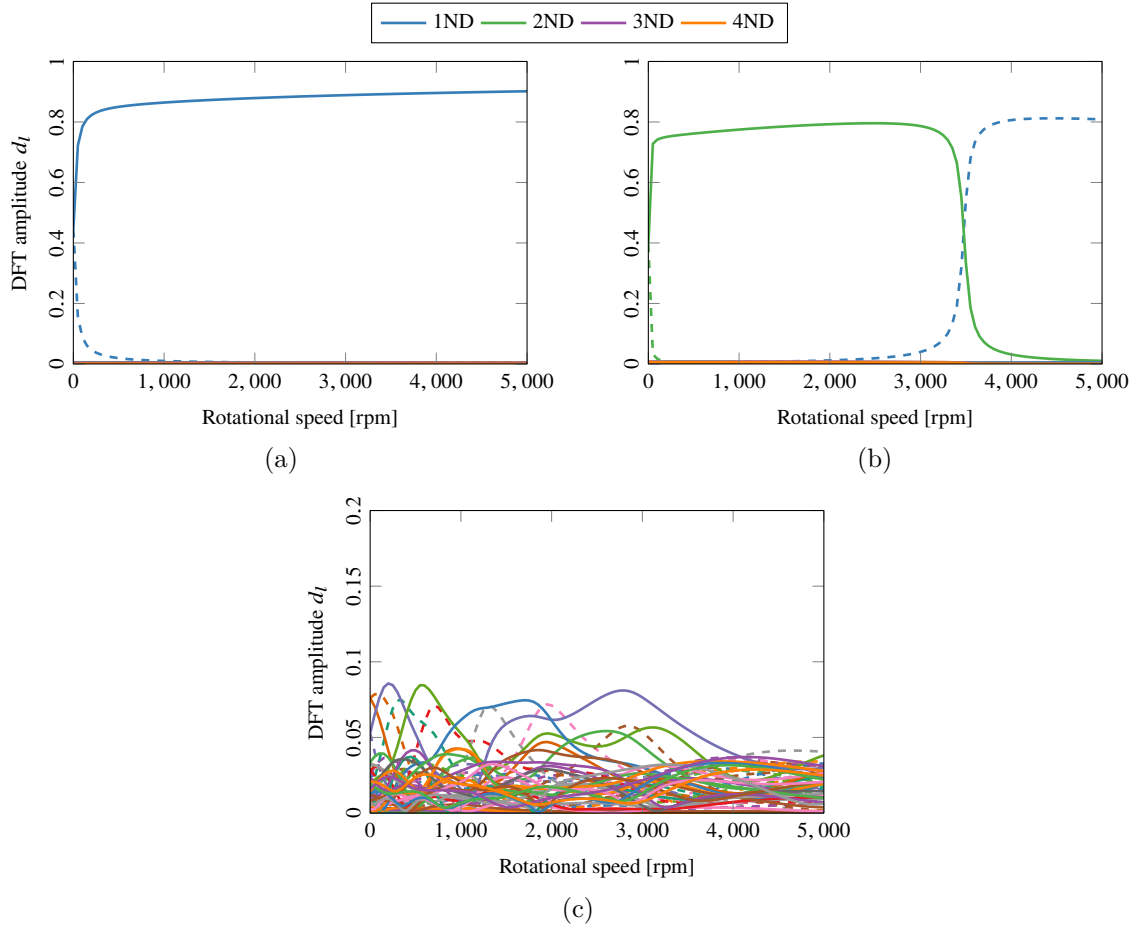 1ND 2ND 3ND 4ND
DFT amplitude d_l
1
0.8
0.6
0.4
0.2
0
0 1,000 2,000 3,000 4,000 5,000
Rotational speed [rpm]
(a)
1
0.8
0.6
0.4
0.2
0
0 1,000 2,000 3,000 4,000 5,000
Rotational speed [rpm]
(b)
DFT amplitude d_l
0.2
0.15
0.1
0.05
0
0 1,000 2,000 3,000 4,000 5,000
Rotational speed [rpm]
(c)